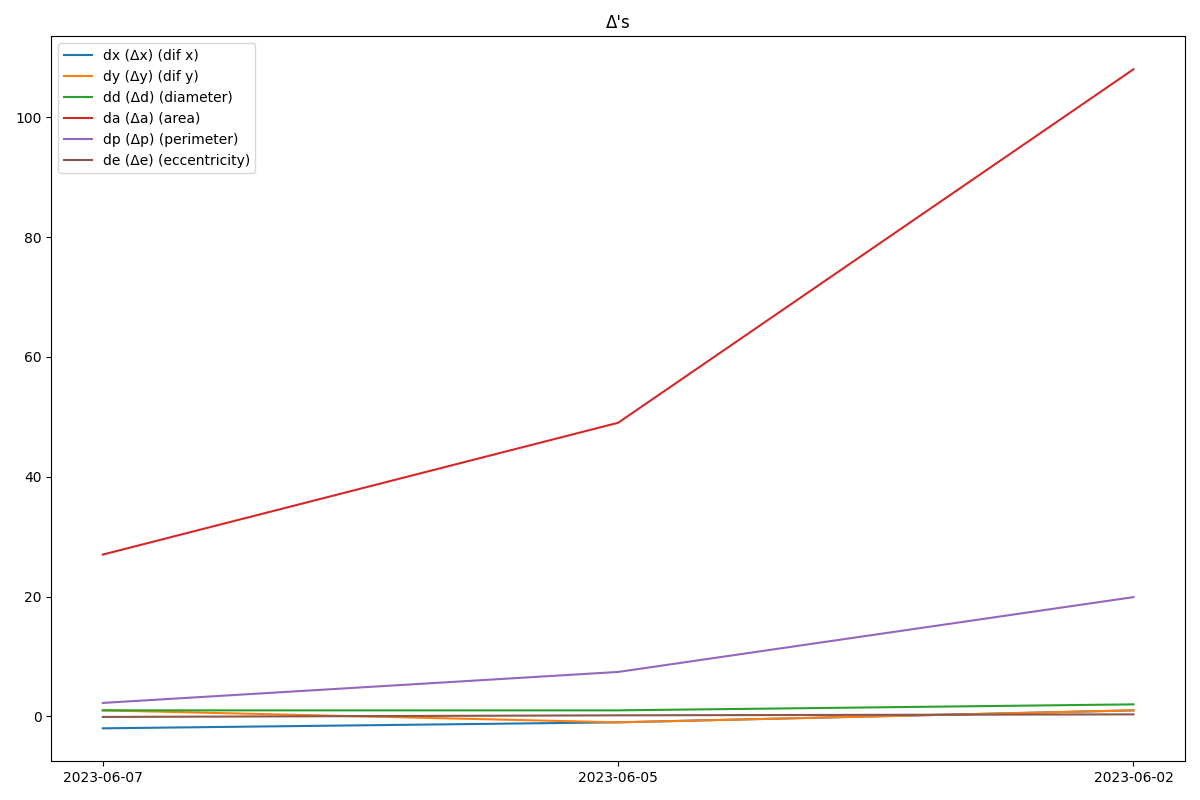 Δ's
dx (Δx) (dif x)
dy (Δy) (dif y)
dd (Δd) (diameter)
da (Δa) (area)
dp (Δp) (perimeter)
de (Δe) (eccentricity)
100
80
60
40
20
0
2023-06-07 2023-06-05 2023-06-02